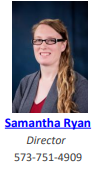 Samantha Ryan
Director
573-751-4909